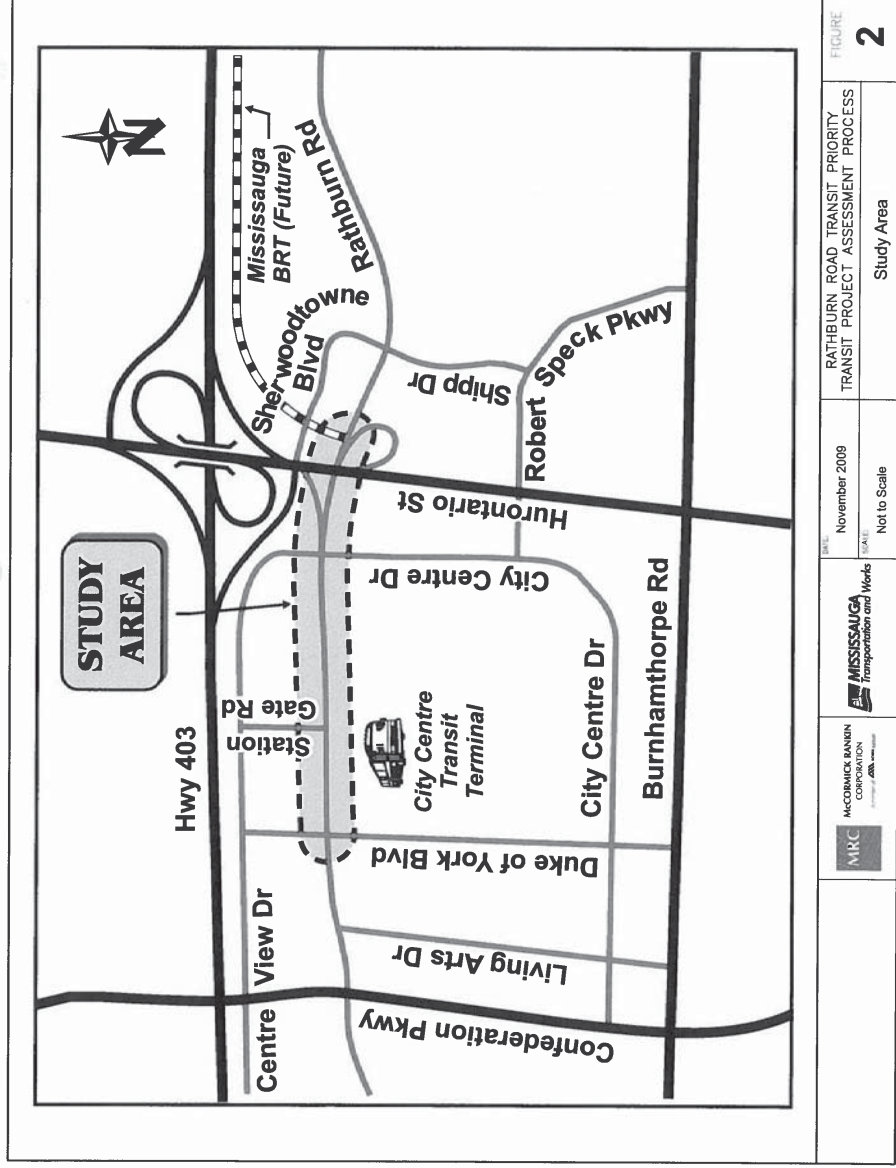 STUDY
AREA
Hwy 403
Mississauga
BRT (Future)
Rathburn Rd
Sherwoodtowne
Blvd
Shipp Dr
Robert Speck Pkwy
Hurontario St
City Centre Dr
Station
Gate Rd
City Centre
Transit
Terminal
City Centre Dr
Burnhamthorpe Rd
Duke of York Blvd
Living Arts Dr
Centre View Dr
Confederation Pkwy
N
MRC
McCORMICK RANKIN
CORPORATION
MISSISSAUGA
Transportation and Works
DATE:
November 2009
SCALE:
Not to Scale
RATHBURN ROAD TRANSIT PRIORITY
TRANSIT PROJECT ASSESSMENT PROCESS
Study Area
FIGURE
2